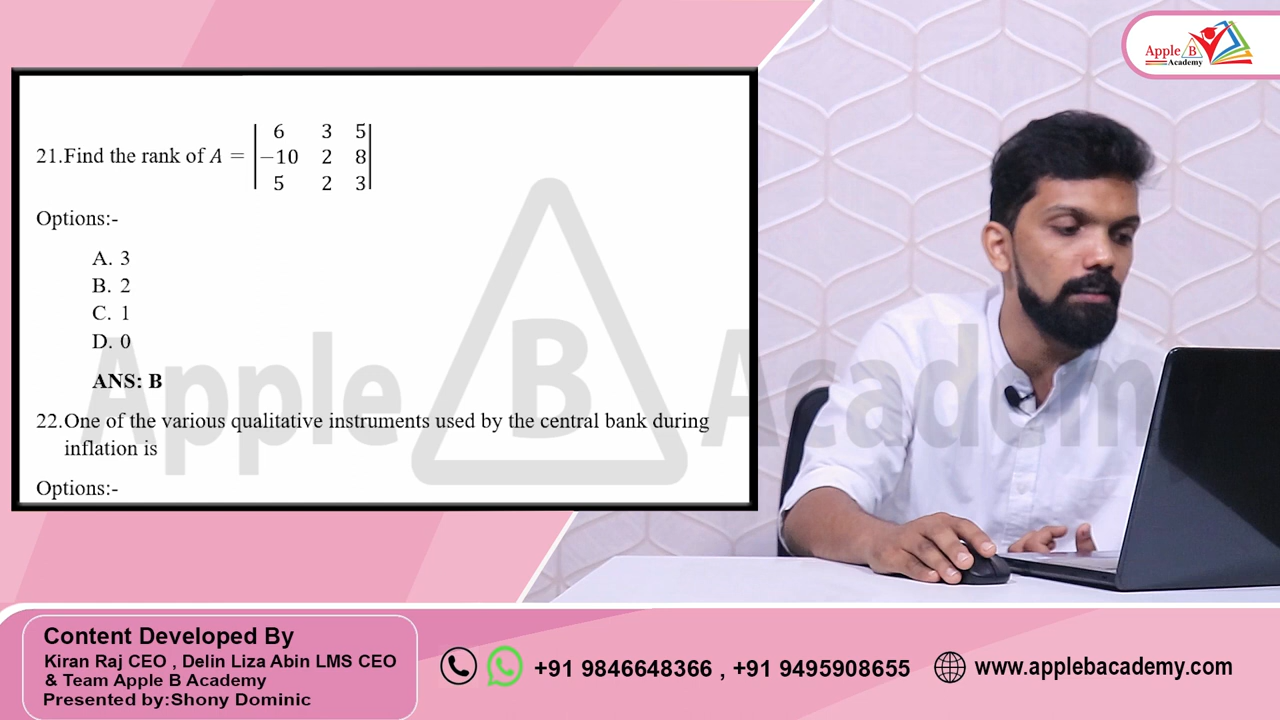 Apple B
Academy
21.Find the rank of A = | 6 3 5 |
| −10 2 8 |
| 5 2 3 |
Options:-
A. 3
B. 2
C. 1
D. 0
ANS: B
22.One of the various qualitative instruments used by the central bank during
inflation is
Options:-
Apple B Academy
Content Developed By
Kiran Raj CEO , Delin Liza Abin LMS CEO
& Team Apple B Academy
Presented by:Shony Dominic
+91 9846648366 , +91 9495908655
www.applebacademy.com